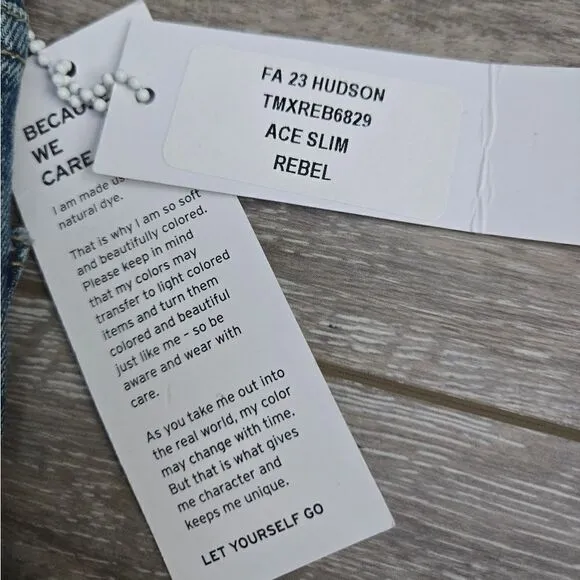 FA 23 HUDSON
TMXREB6829
ACE SLIM
REBEL
WE
CARE
I am made
natural dye.
That is why I am so soft
and beautifully colored.
Please keep in mind
that my colors may
transfer to light colored
items and turn them
colored and beautiful
just like me – so be
aware and wear with
care.
As you take me out into
the real world, my color
may change with time.
But that is what gives
me character and
keeps me unique.
LET YOURSELF GO